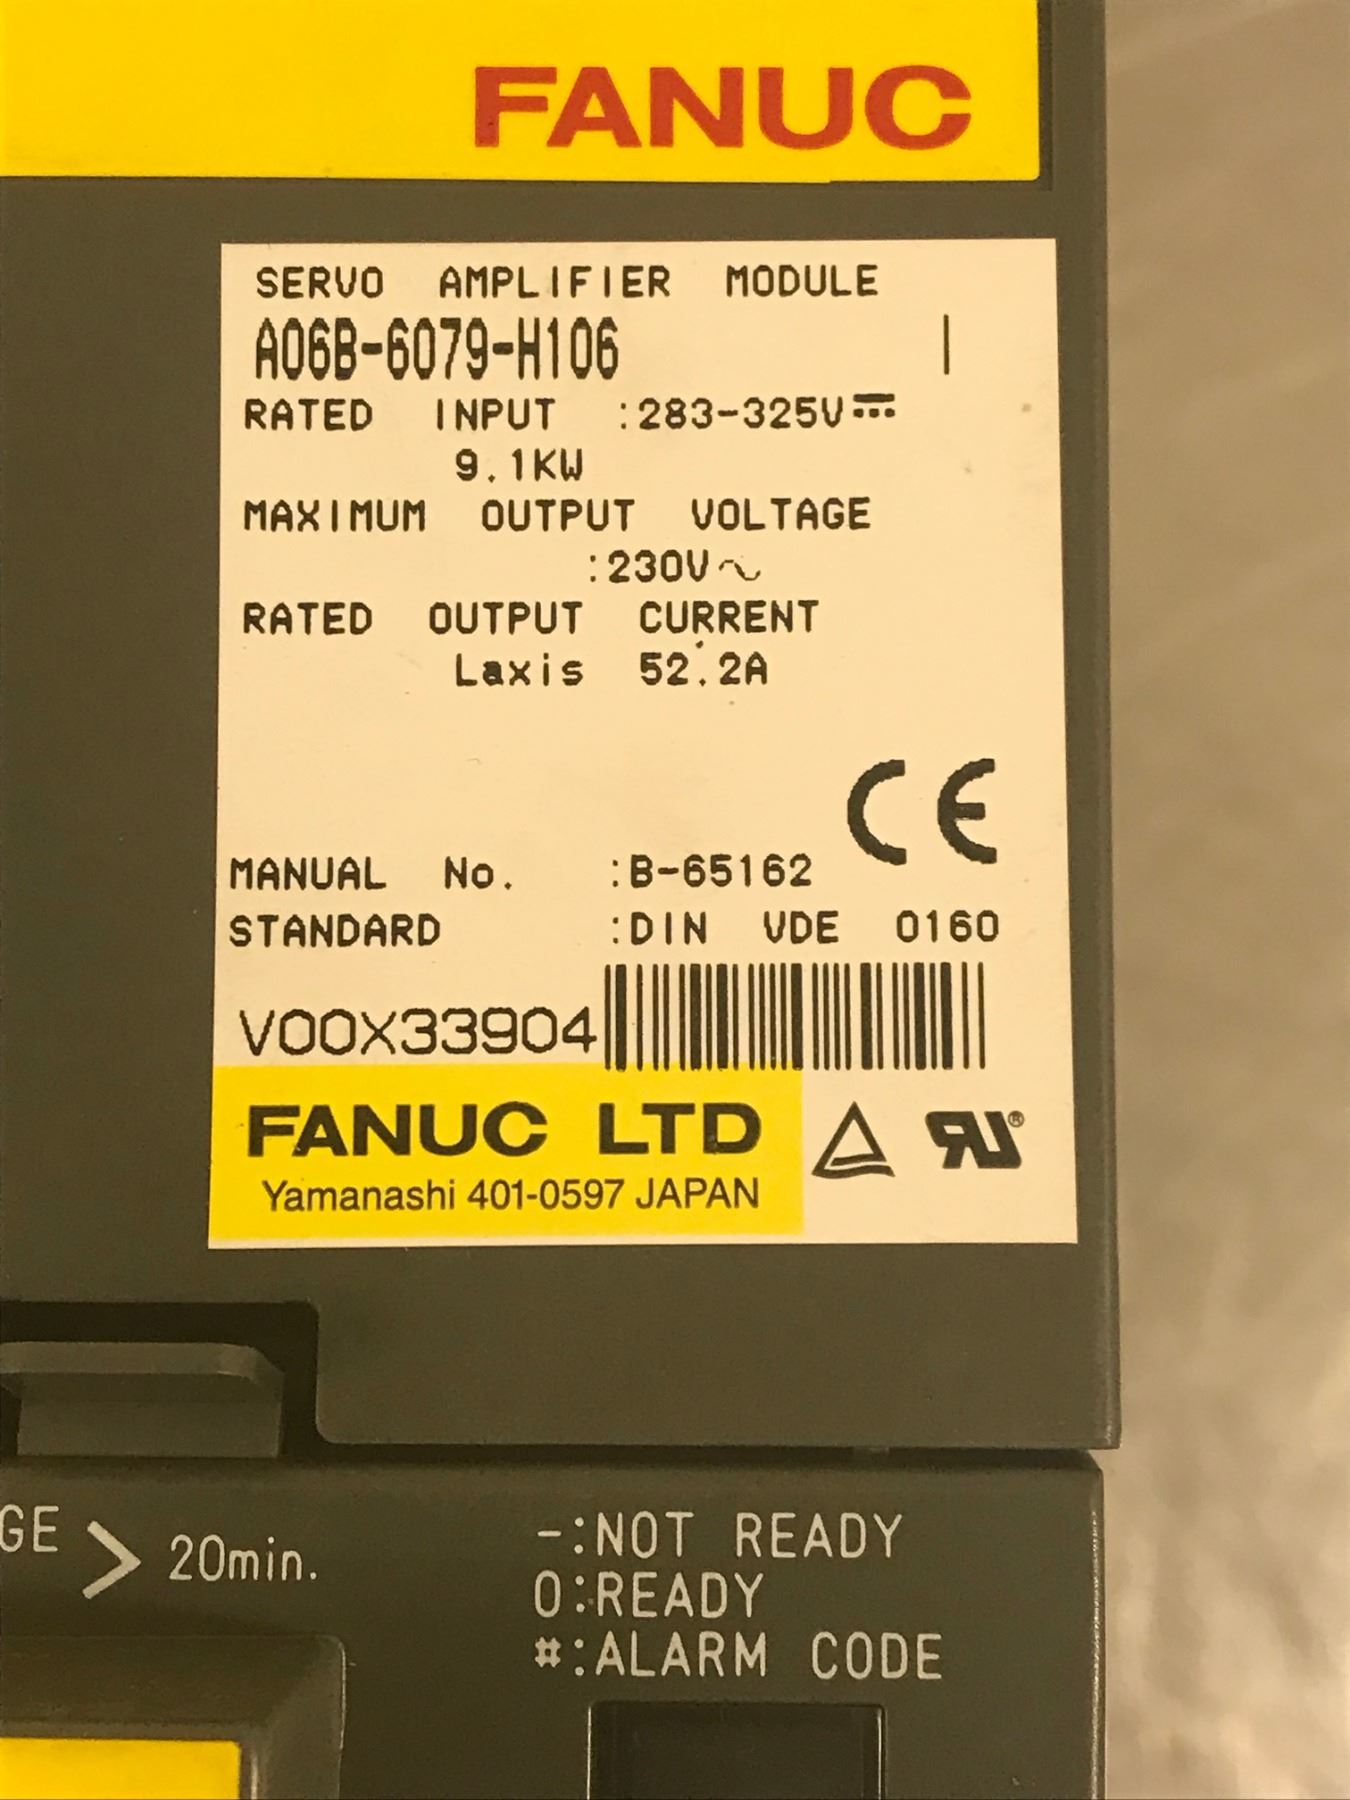 FANUC
SERVO AMPLIFIER MODULE
A06B-6079-H106 I
RATED INPUT :283-325V⎓
9.1KW
MAXIMUM OUTPUT VOLTAGE
:230V~
RATED OUTPUT CURRENT
Laxis 52.2A
CE
MANUAL No. :B-65162
STANDARD :DIN VDE 0160
V00X33904
FANUC LTD
Yamanashi 401-0597 JAPAN
RU®
GE > 20min.
-:NOT READY
0:READY
#:ALARM CODE